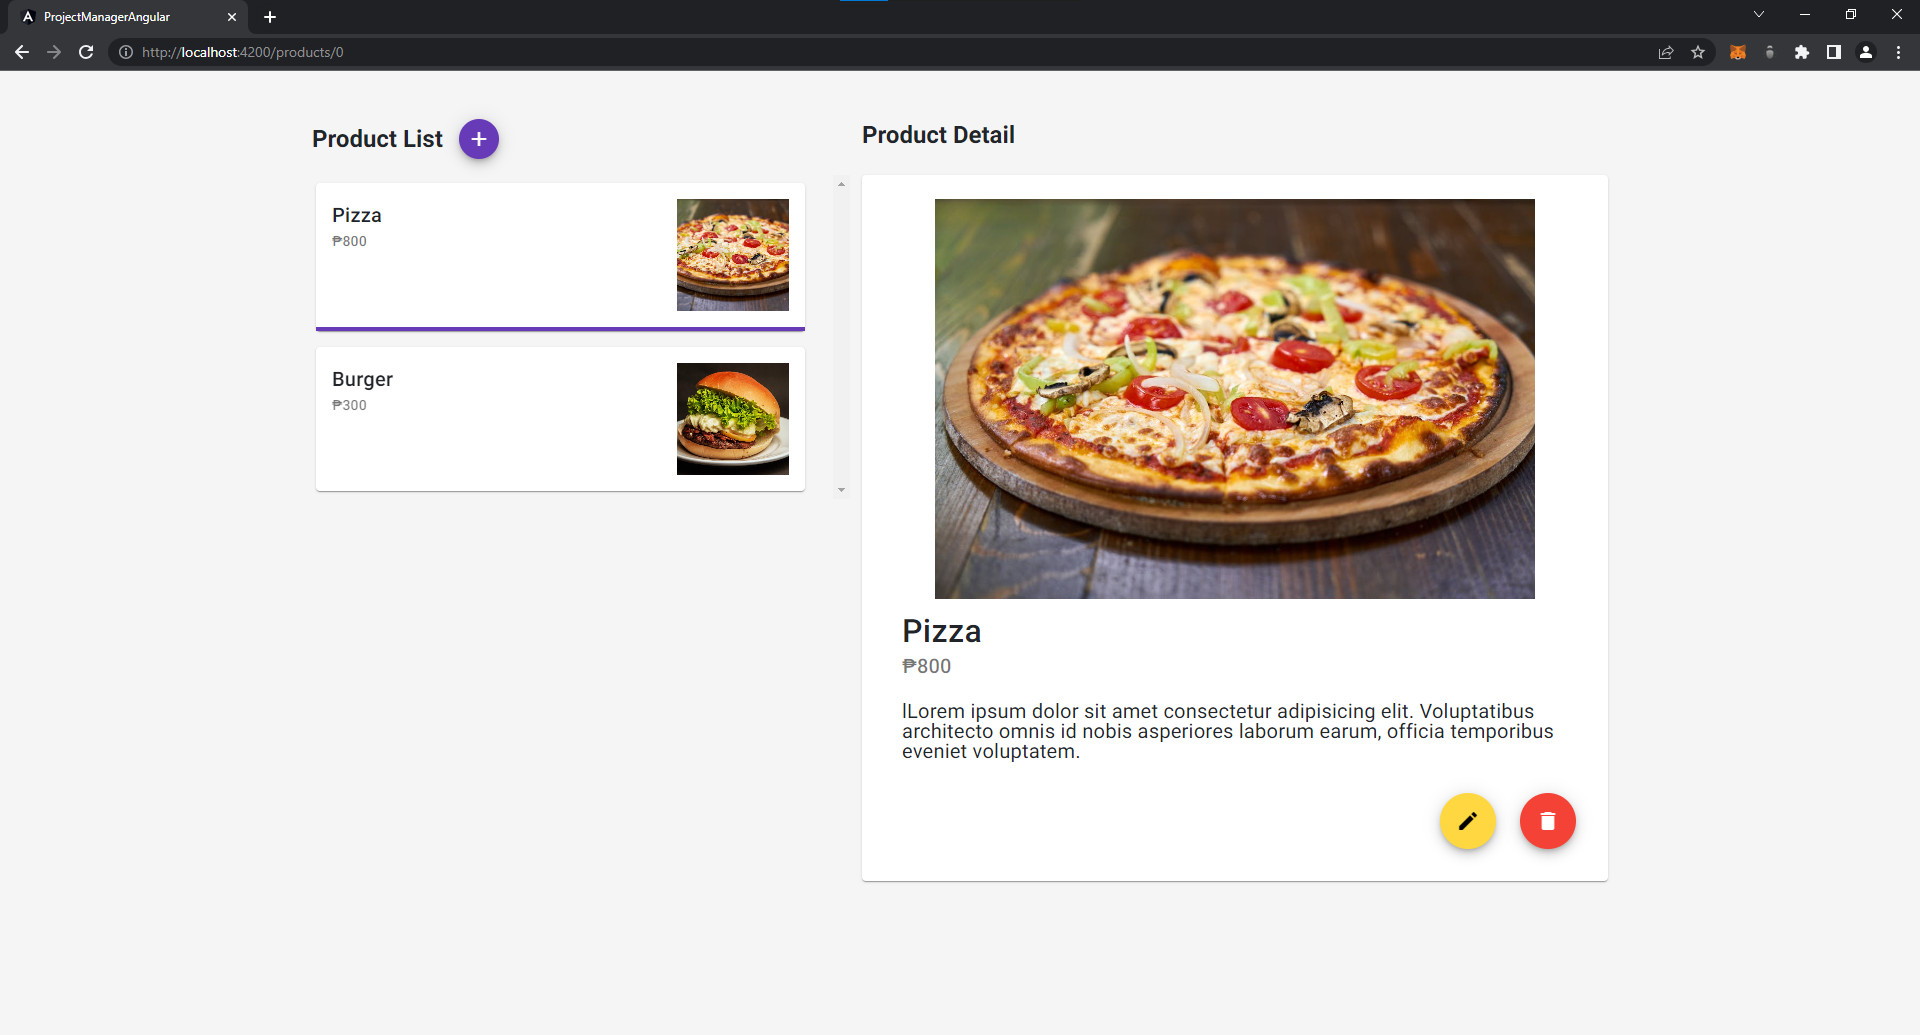 ProjectManagerAngular
http://localhost:4200/products/0
Product List
Pizza
₱800
Burger
₱300
Product Detail
Pizza
₱800
lLorem ipsum dolor sit amet consectetur adipisicing elit. Voluptatibus
architecto omnis id nobis asperiores laborum earum, officia temporibus
eveniet voluptatem.